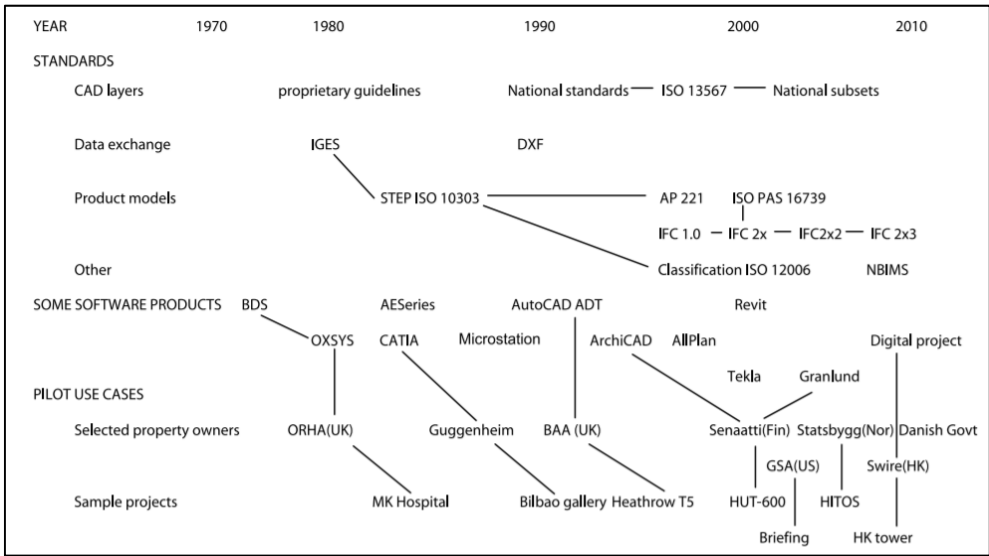 YEAR 1970 1980 1990 2000 2010
STANDARDS
CAD layers proprietary guidelines National standards ISO 13567 National subsets
Data exchange IGES DXF
Product models STEP ISO 10303 AP 221 ISO PAS 16739
IFC 1.0 IFC 2x IFC2x2 IFC 2x3
Other Classification ISO 12006 NBIMS
SOME SOFTWARE PRODUCTS BDS AESeries AutoCAD ADT Revit
OXSYS CATIA Microstation ArchiCAD AllPlan Digital project
Tekla Granlund
PILOT USE CASES
Selected property owners ORHA(UK) Guggenheim BAA (UK) Senaatti(Fin) Statsbygg(Nor) Danish Govt
GSA(US) Swire(HK)
Sample projects MK Hospital Bilbao gallery Heathrow T5 HUT-600 HITOS
Briefing HK tower